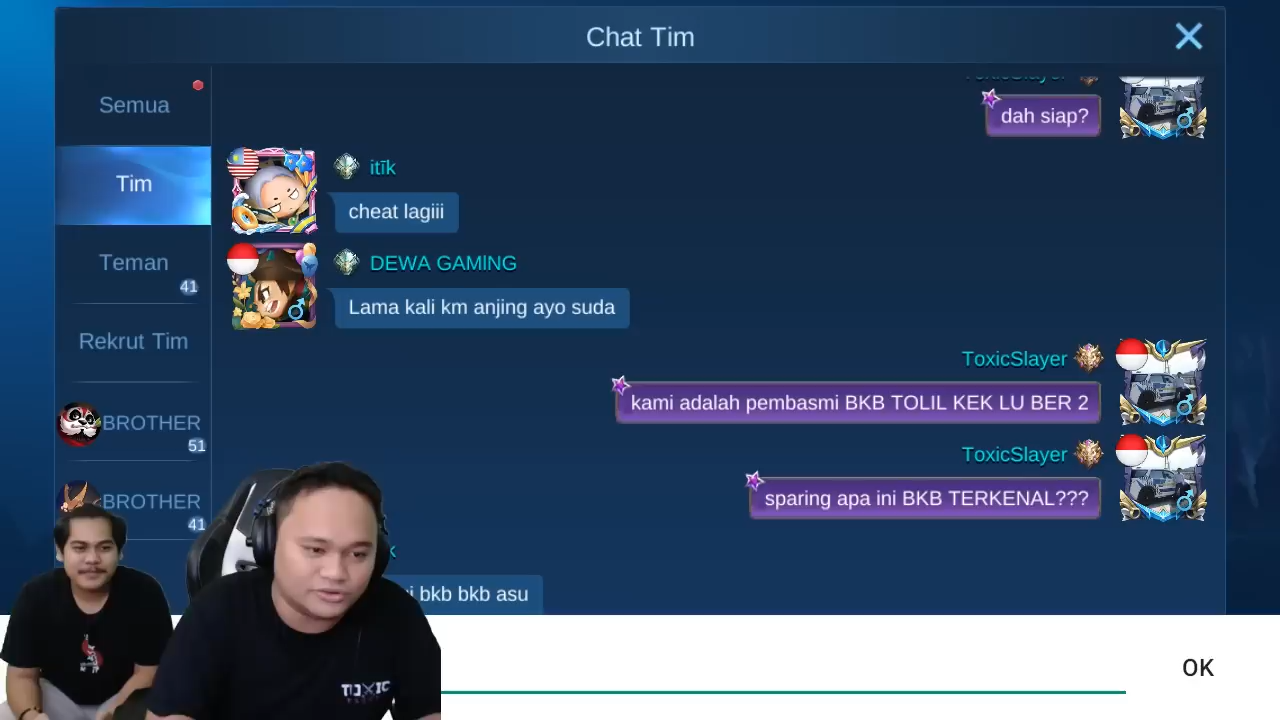 Chat Tim
Semua
Tim
Teman
41
Rekrut Tim
BROTHER
51
BROTHER
41
ToxicSlayer
dah siap?
itīk
cheat lagiii
DEWA GAMING
Lama kali km anjing ayo suda
ToxicSlayer
kami adalah pembasmi BKB TOLIL KEK LU BER 2
ToxicSlayer
sparing apa ini BKB TERKENAL???
bkb bkb asu
TOXIC
OK